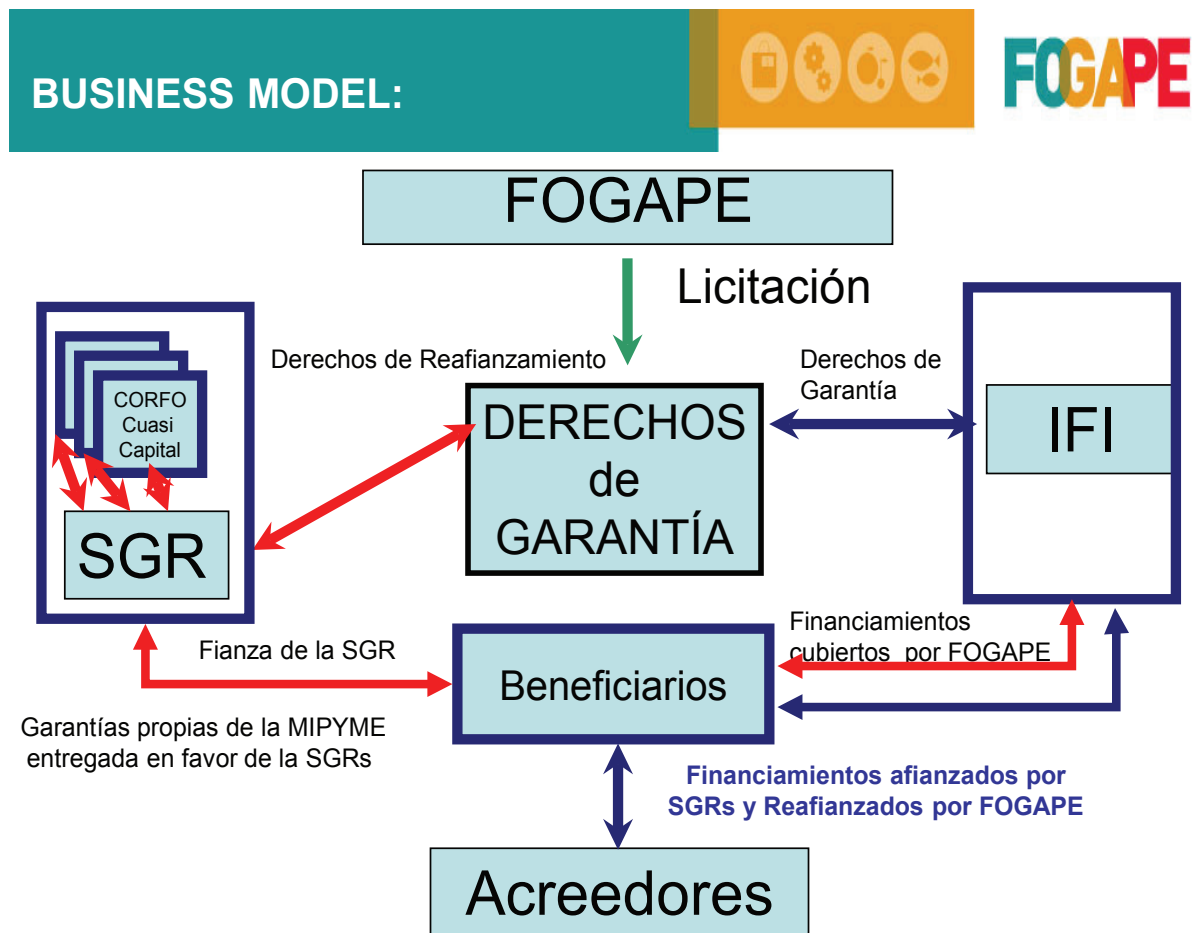 BUSINESS MODEL:
FOGAPE
FOGAPE
Licitación
Derechos de Reafianzamiento
Derechos de
Garantía
CORFO
Cuasi
Capital
SGR
DERECHOS
de
GARANTÍA
IFI
Fianza de la SGR
Beneficiarios
Financiamientos
cubiertos por FOGAPE
Garantías propias de la MIPYME
entregada en favor de la SGRs
Financiamientos afianzados por
SGRs y Reafianzados por FOGAPE
Acreedores